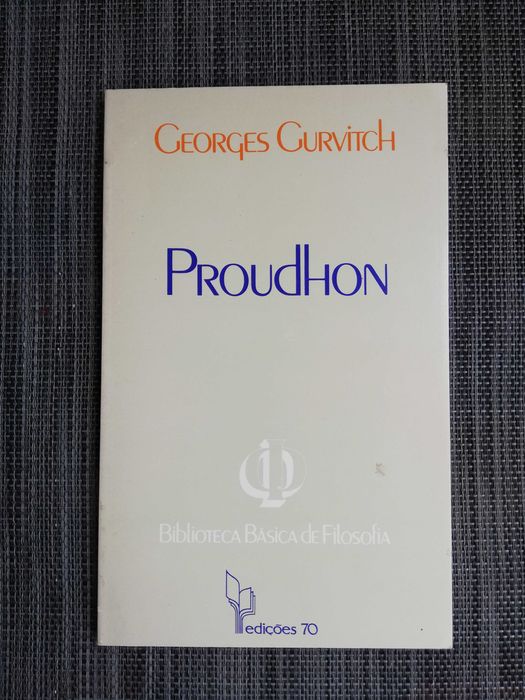 Georges Gurvitch
Proudhon
Biblioteca Básica de Filosofia
edições 70